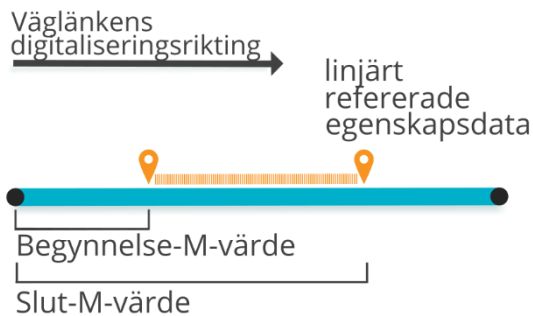 Väglänkens
digitaliseringsrikting
linjärt
refererade
egenskapsdata
Begynnelse-M-värde
Slut-M-värde